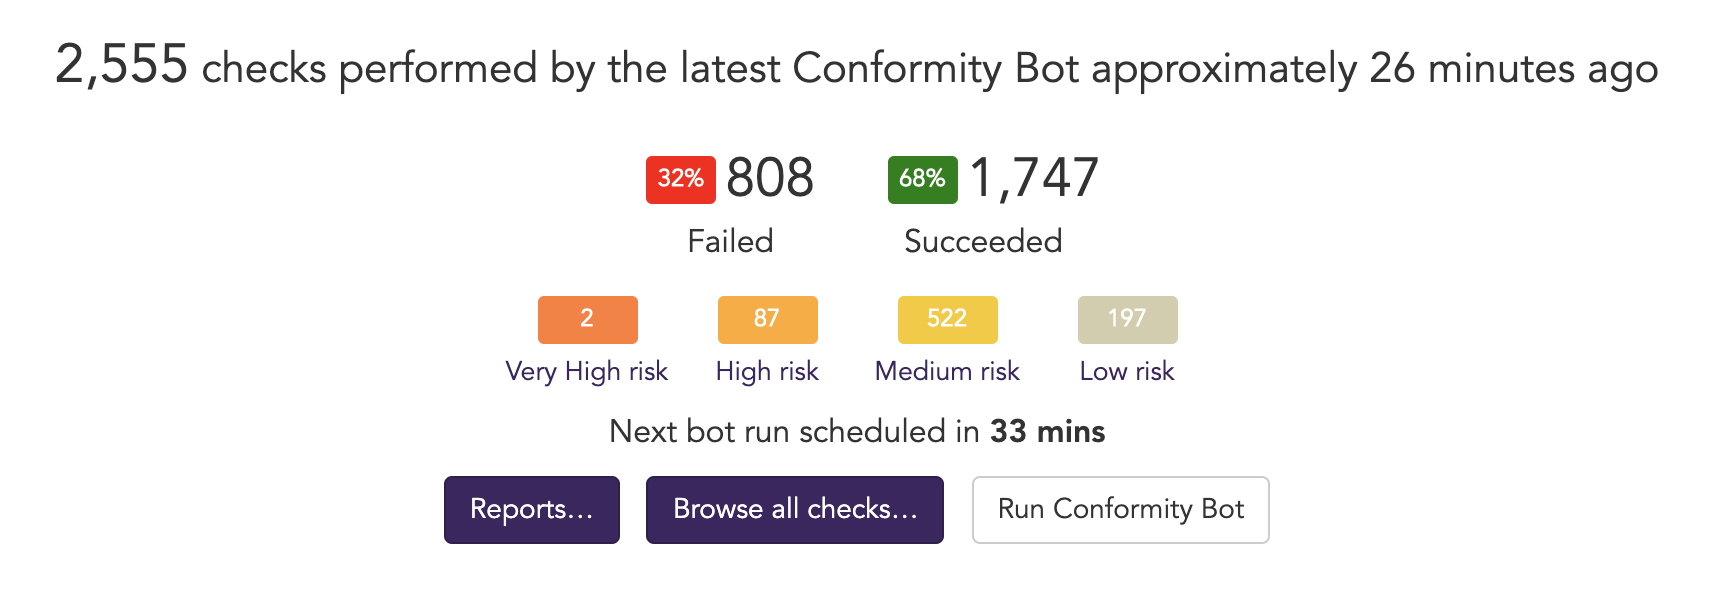 2,555 checks performed by the latest Conformity Bot approximately 26 minutes ago
32% 808 68% 1,747
Failed Succeeded
2 87 522 197
Very High risk High risk Medium risk Low risk
Next bot run scheduled in 33 mins
Reports... Browse all checks... Run Conformity Bot